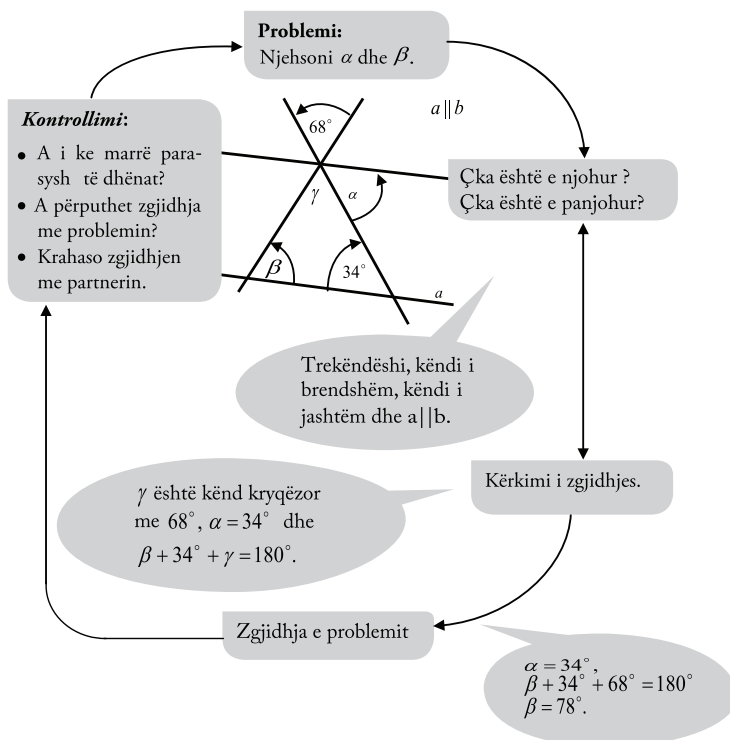 Problemi:
Njehsoni α dhe β.
Kontrollimi:
• A i ke marrë para-
sysh të dhënat?
• A përputhet zgjidhja
me problemin?
• Krahaso zgjidhjen
me partnerin.
68°
a||b
γ
α
β
34°
a
Çka është e njohur ?
Çka është e panjohur?
Trekëndëshi, këndi i
brendshëm, këndi i
jashtëm dhe a||b.
Kërkimi i zgjidhjes.
γ është kënd kryqëzor
me 68°, α = 34° dhe
β + 34° + γ = 180°.
Zgjidhja e problemit
α = 34°,
β + 34° + 68° = 180°
β = 78°.